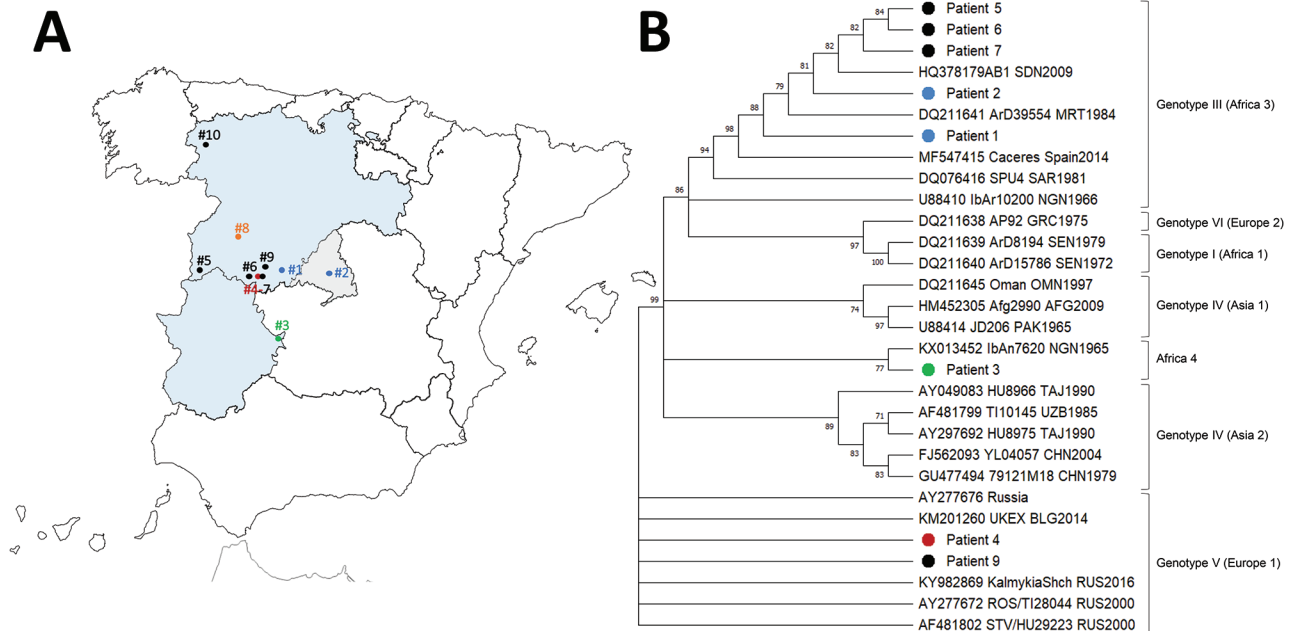 A
#10
#8
#5
#6
#9
#1
#2
#4-7
#3
B
84
82
82
81
79
88
98
94
86
97
100
99
74
97
77
89
71
83
83
Patient 5
Patient 6
Patient 7
HQ378179AB1 SDN2009
Patient 2
DQ211641 ArD39554 MRT1984
Patient 1
MF547415 Caceres Spain2014
DQ076416 SPU4 SAR1981
U88410 IbAr10200 NGN1966
DQ211638 AP92 GRC1975
DQ211639 ArD8194 SEN1979
DQ211640 ArD15786 SEN1972
DQ211645 Oman OMN1997
HM452305 Afg2990 AFG2009
U88414 JD206 PAK1965
KX013452 IbAn7620 NGN1965
Patient 3
AY049083 HU8966 TAJ1990
AF481799 TI10145 UZB1985
AY297692 HU8975 TAJ1990
FJ562093 YL04057 CHN2004
GU477494 79121M18 CHN1979
AY277676 Russia
KM201260 UKEX BLG2014
Patient 4
Patient 9
KY982869 KalmykiaShch RUS2016
AY277672 ROS/TI28044 RUS2000
AF481802 STV/HU29223 RUS2000
Genotype III (Africa 3)
Genotype VI (Europe 2)
Genotype I (Africa 1)
Genotype IV (Asia 1)
Africa 4
Genotype IV (Asia 2)
Genotype V (Europe 1)